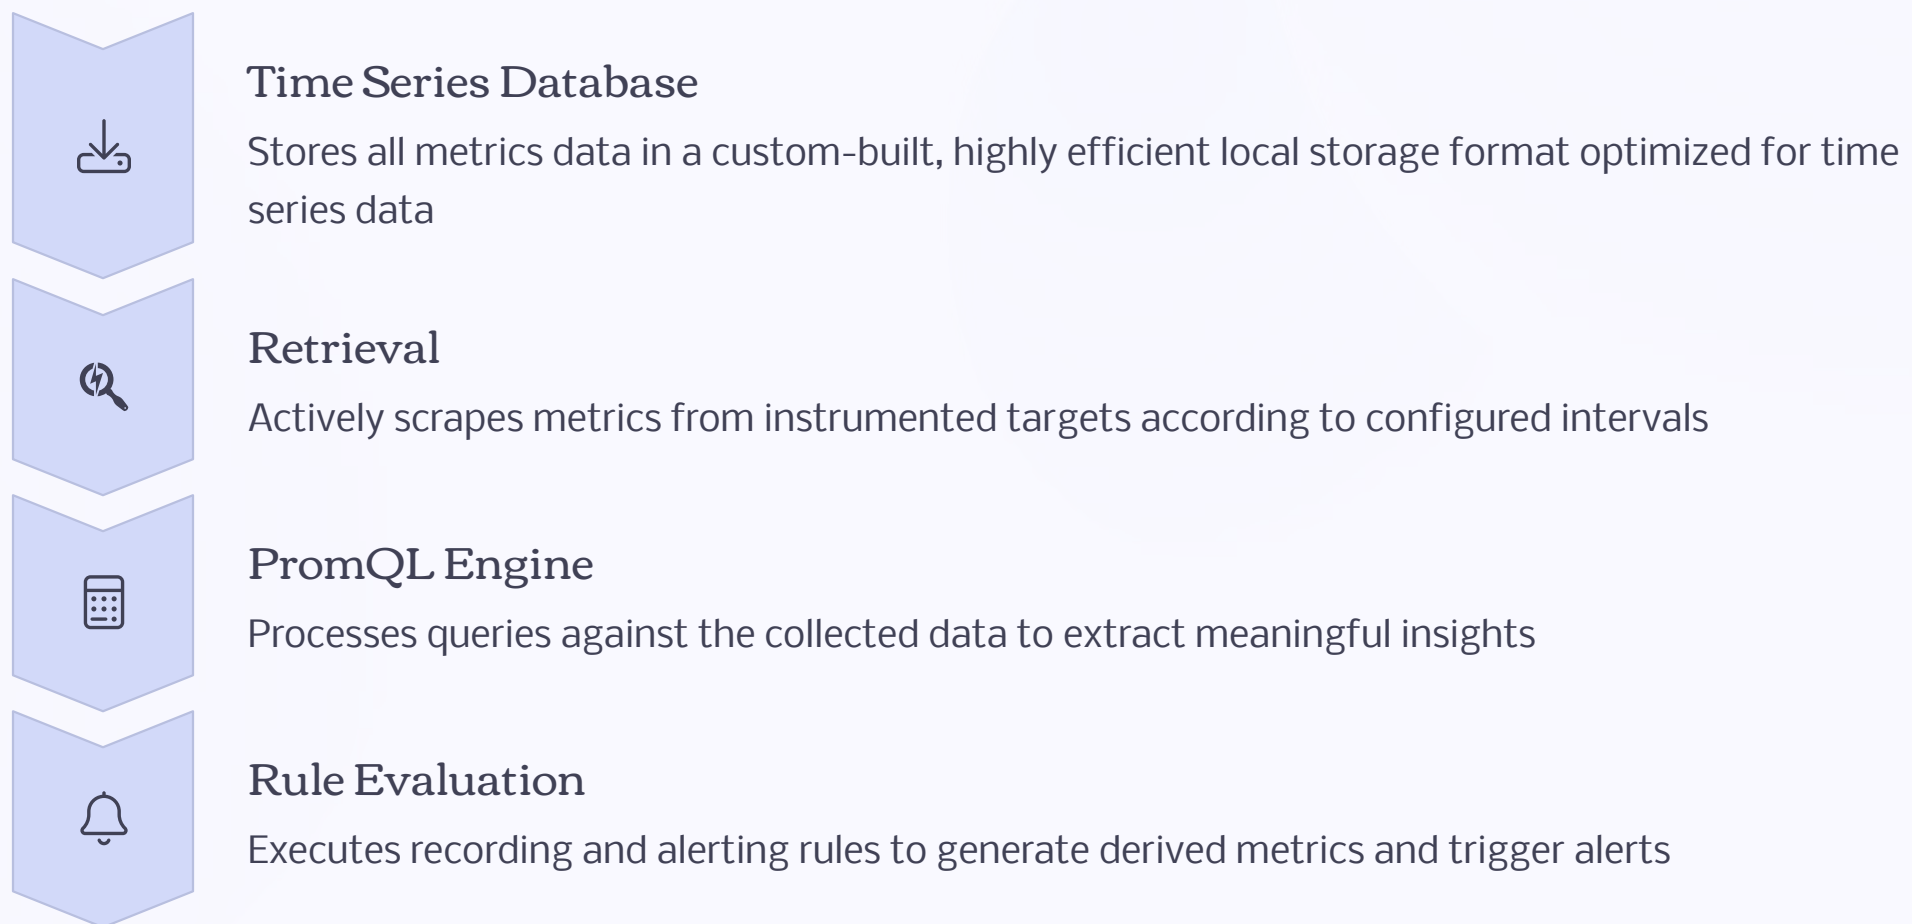 Time Series Database
Stores all metrics data in a custom-built, highly efficient local storage format optimized for time
series data
Retrieval
Actively scrapes metrics from instrumented targets according to configured intervals
PromQL Engine
Processes queries against the collected data to extract meaningful insights
Rule Evaluation
Executes recording and alerting rules to generate derived metrics and trigger alerts